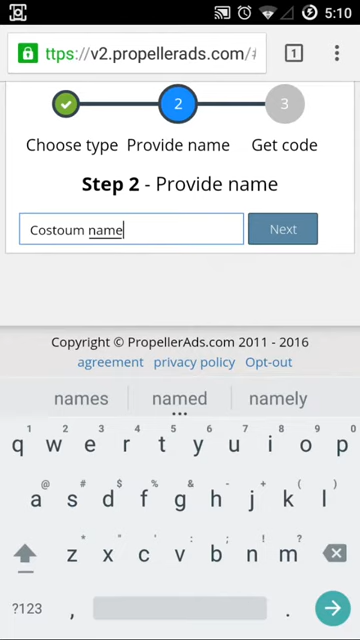 5:10
ttps://v2.propellerads.com/#
1
2
3
Choose type
Provide name
Get code
Step 2 - Provide name
Costoum name
Next
Copyright © PropellerAds.com 2011 - 2016
agreement privacy policy Opt-out
names named namely
1 2 3 4 5 6 7 8 9 0
q w e r t y u i o p
@ # $ % & - + ( )
a s d f g h j k l
* " ' : ; ! ?
z x c v b n m
?123 , .